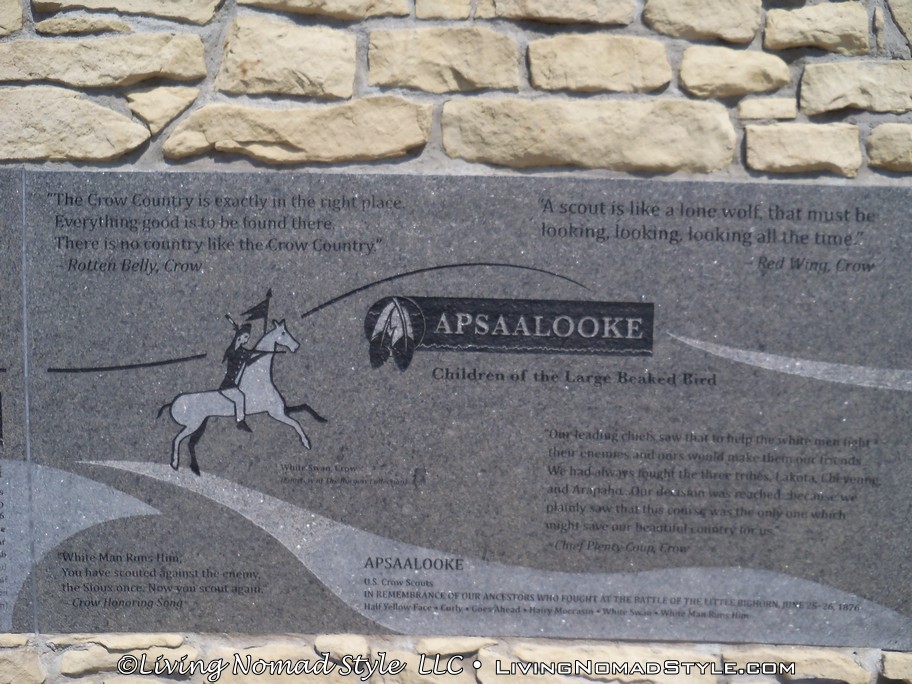 "The Crow Country is exactly in the right place.
Everything good is to be found there.
There is no country like the Crow Country."
– Rotten Belly, Crow
"A scout is like a lone wolf, that must be
looking, looking, looking all the time."
– Red Wing, Crow
APSAALOOKE
Children of the Large Beaked Bird
White Swan, Crow
"Our leading chiefs saw that to help the white men fight
their enemies and ours would make them our friends.
We had always fought the three tribes, Lakota, Cheyenne
and Arapaho. Our decision was reached because we
plainly saw that this course was the only one which
might save our beautiful country for us."
– Chief Plenty Coup, Crow
"White Man Runs Him,
You have scouted against the enemy,
the Sioux once. Now you scout again.
– Crow Honoring Song
APSAALOOKE
U.S. Crow Scouts
IN REMEMBRANCE OF OUR ANCESTORS WHO FOUGHT AT THE BATTLE OF THE LITTLE BIGHORN, JUNE 25-26, 1876
Half Yellow Face • Curly • Goes Ahead • Hairy Moccasin • White Swan • White Man Runs Him
©Living Nomad Style LLC • LivingNomadStyle.com